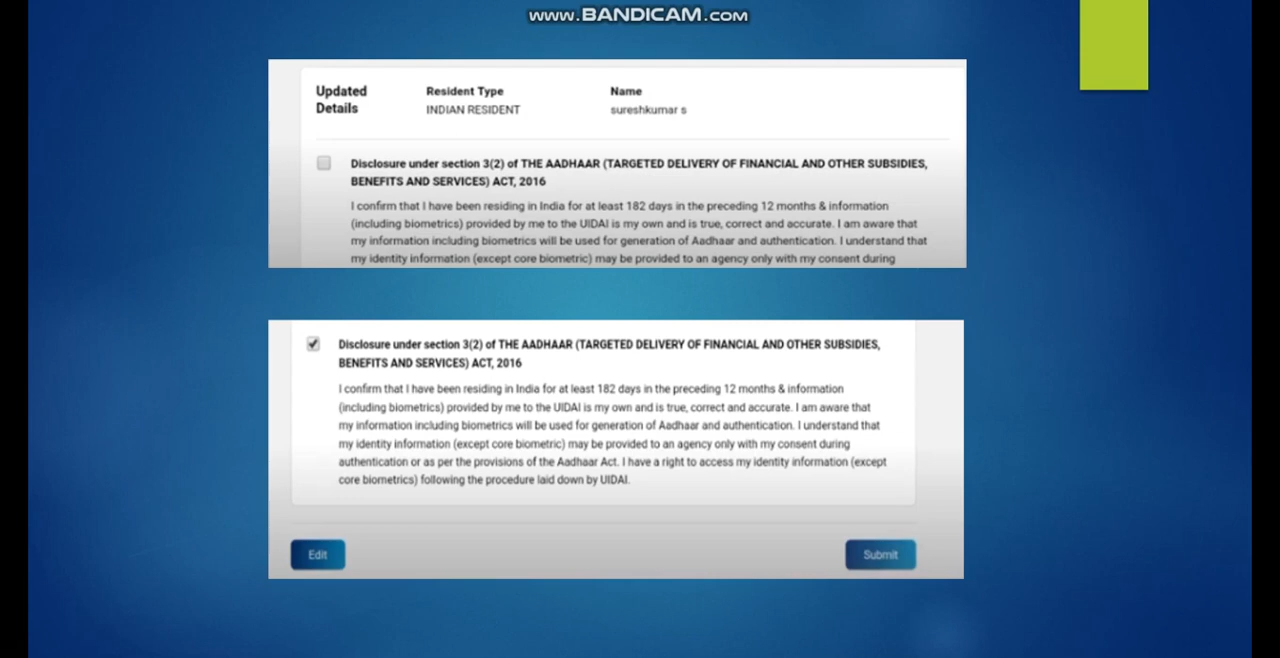 www.BANDICAM.com
Updated Details
Resident Type
INDIAN RESIDENT
Name
sureshkumar s
Disclosure under section 3(2) of THE AADHAAR (TARGETED DELIVERY OF FINANCIAL AND OTHER SUBSIDIES,
BENEFITS AND SERVICES) ACT, 2016
I confirm that I have been residing in India for at least 182 days in the preceding 12 months & information
(including biometrics) provided by me to the UIDAI is my own and is true, correct and accurate. I am aware that
my information including biometrics will be used for generation of Aadhaar and authentication. I understand that
my identity information (except core biometric) may be provided to an agency only with my consent during
Disclosure under section 3(2) of THE AADHAAR (TARGETED DELIVERY OF FINANCIAL AND OTHER SUBSIDIES,
BENEFITS AND SERVICES) ACT, 2016
I confirm that I have been residing in India for at least 182 days in the preceding 12 months & information
(including biometrics) provided by me to the UIDAI is my own and is true, correct and accurate. I am aware that
my information including biometrics will be used for generation of Aadhaar and authentication. I understand that
my identity information (except core biometric) may be provided to an agency only with my consent during
authentication or as per the provisions of the Aadhaar Act. I have a right to access my identity information (except
core biometrics) following the procedure laid down by UIDAI.
Edit
Submit